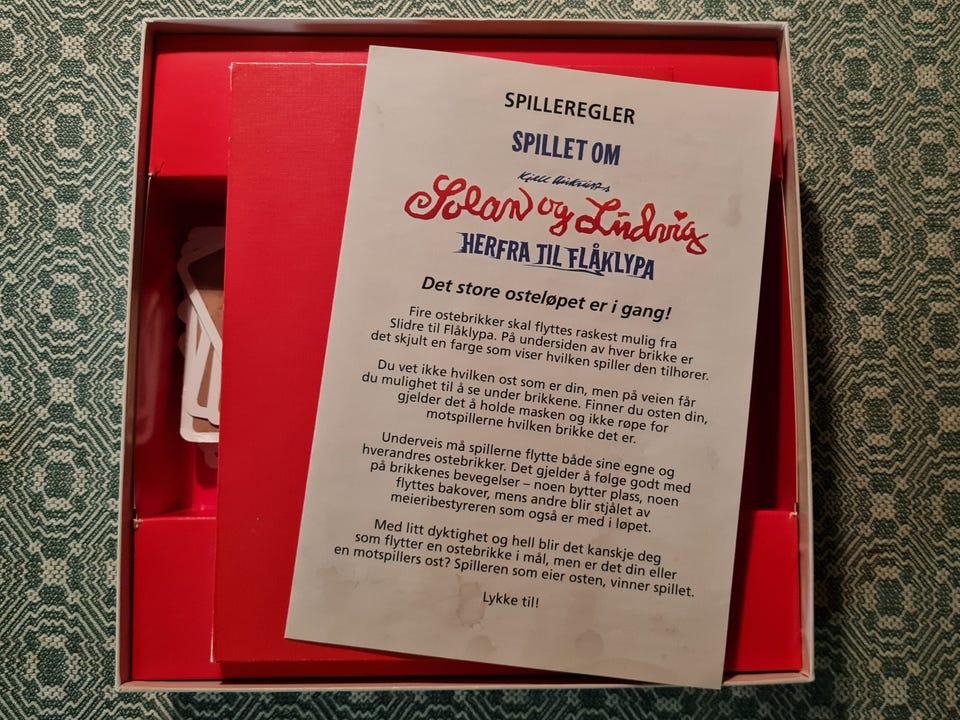 SPILLEREGLER
SPILLET OM
Kjell Aukrusts
Solan og Ludvig
HERFRA TIL FLÅKLYPA
Det store osteløpet er i gang!
Fire ostebrikker skal flyttes raskest mulig fra
Slidre til Flåklypa. På undersiden av hver brikke er
det skjult en farge som viser hvilken spiller den tilhører.
Du vet ikke hvilken ost som er din, men på veien får
du mulighet til å se under brikkene. Finner du osten din,
gjelder det å holde masken og ikke røpe for
motspillerne hvilken brikke det er.
Underveis må spillerne flytte både sine egne og
hverandres ostebrikker. Det gjelder å følge godt med
på brikkenes bevegelser – noen bytter plass, noen
flyttes bakover, mens andre blir stjålet av
meieribestyreren som også er med i løpet.
Med litt dyktighet og hell blir det kanskje deg
som flytter en ostebrikke i mål, men er det din eller
en motspillers ost? Spilleren som eier osten, vinner spillet.
Lykke til!